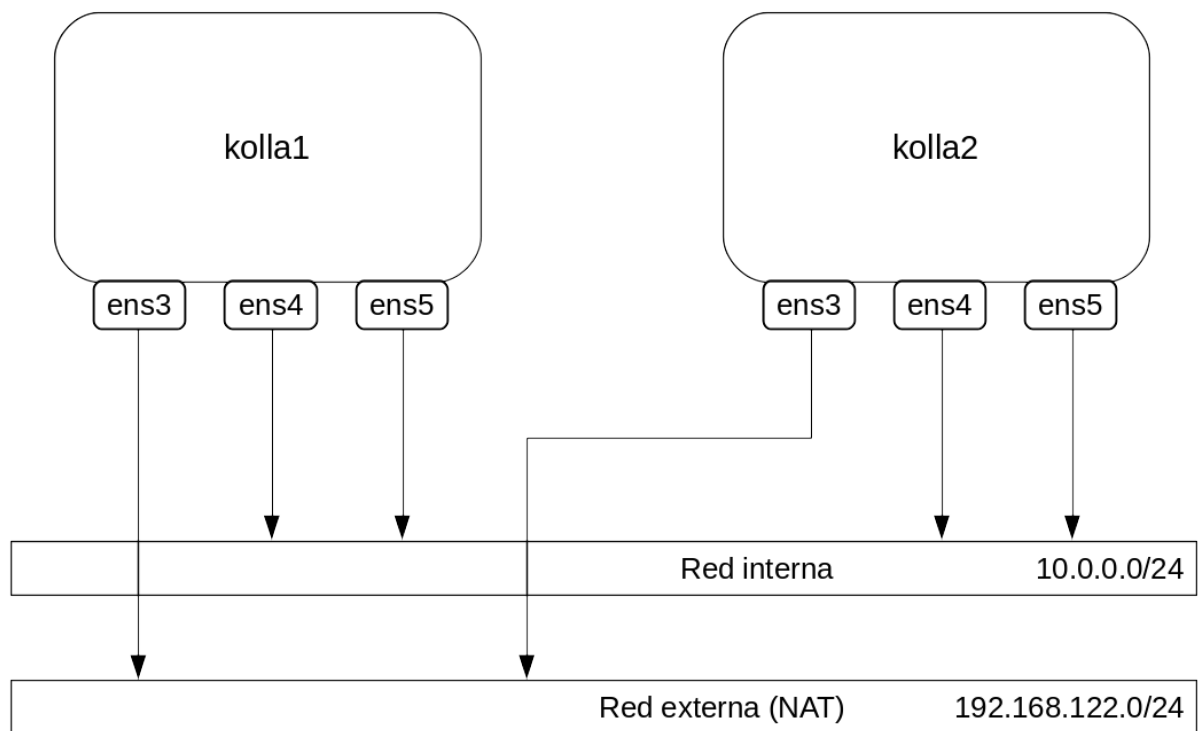 kolla1
kolla2
ens3 ens4 ens5
ens3 ens4 ens5
Red interna 10.0.0.0/24
Red externa (NAT) 192.168.122.0/24